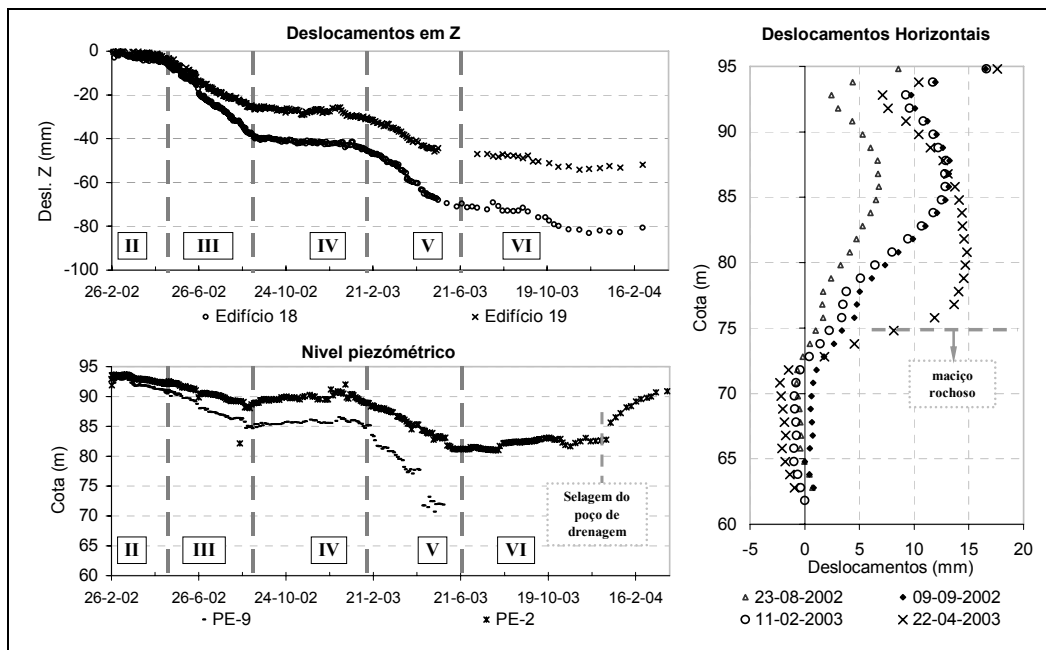 Deslocamentos em Z
Desl. Z (mm)
0
-20
-40
-60
-80
-100
II
III
IV
V
VI
26-2-02
26-6-02
24-10-02
21-2-03
21-6-03
19-10-03
16-2-04
Edifício 18
Edifício 19
Nivel piezómétrico
Cota (m)
95
90
85
80
75
70
65
60
Selagem do
poço de
drenagem
II
III
IV
V
VI
26-2-02
26-6-02
24-10-02
21-2-03
21-6-03
19-10-03
16-2-04
PE-9
PE-2
Deslocamentos Horizontais
Cota (m)
95
90
85
80
75
70
65
60
maciço
rochoso
-5
0
5
10
15
20
Deslocamentos (mm)
23-08-2002
09-09-2002
11-02-2003
22-04-2003